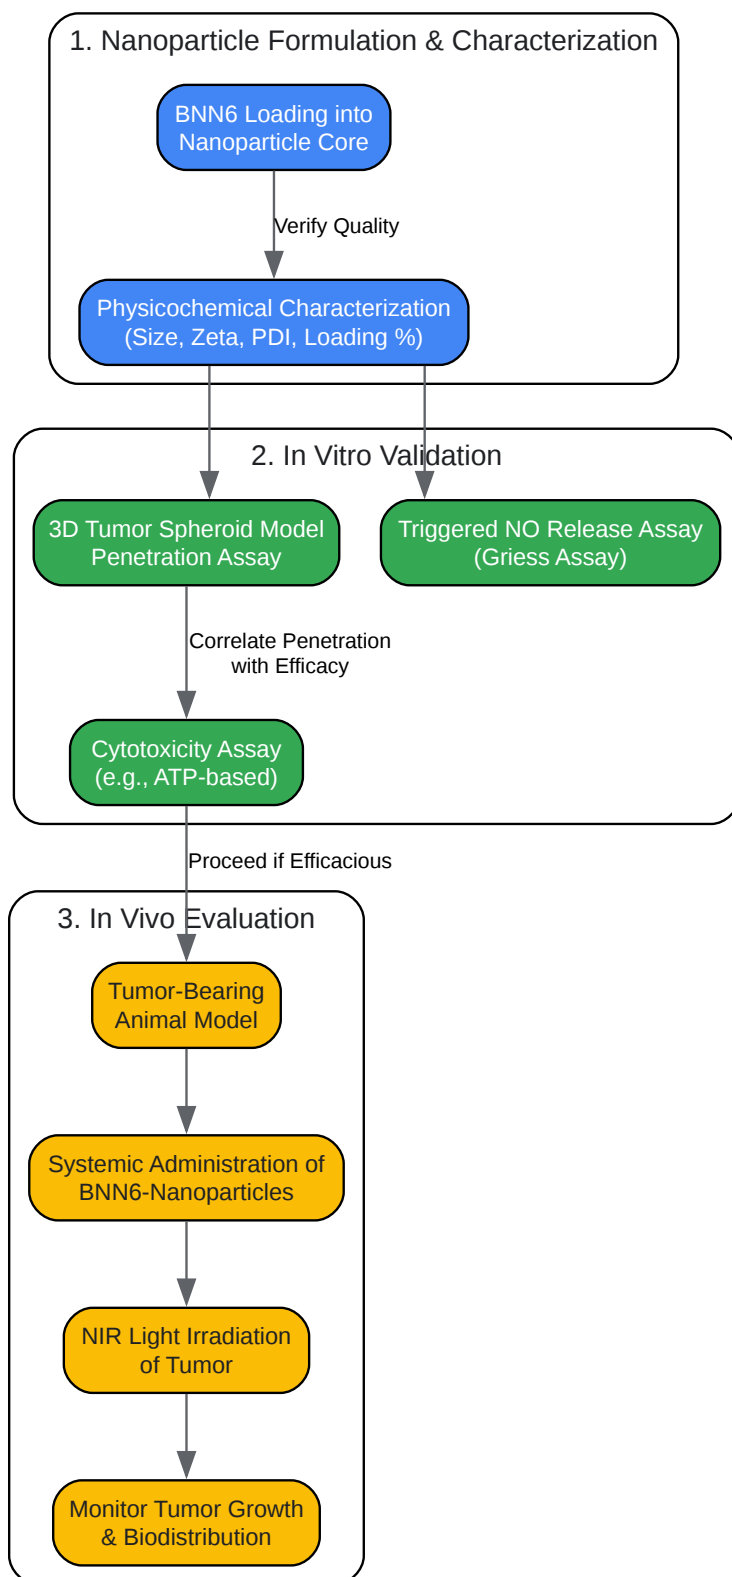 1. Nanoparticle Formulation & Characterization
BNN6 Loading into
Nanoparticle Core
Verify Quality
Physicochemical Characterization
(Size, Zeta, PDI, Loading %)
2. In Vitro Validation
3D Tumor Spheroid Model
Penetration Assay
Triggered NO Release Assay
(Griess Assay)
Correlate Penetration
with Efficacy
Cytotoxicity Assay
(e.g., ATP-based)
Proceed if Efficacious
3. In Vivo Evaluation
Tumor-Bearing
Animal Model
Systemic Administration of
BNN6-Nanoparticles
NIR Light Irradiation
of Tumor
Monitor Tumor Growth
& Biodistribution